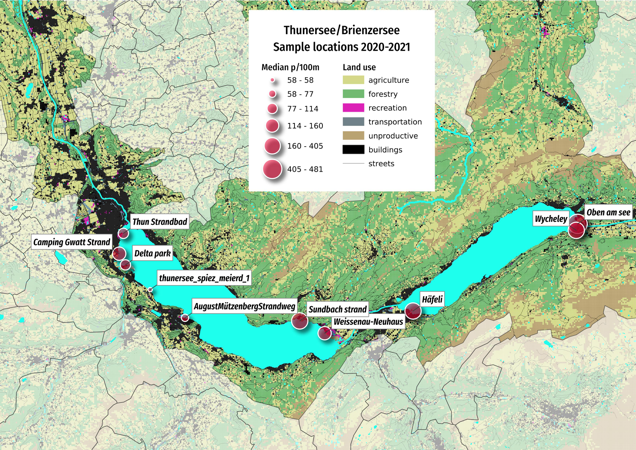 Thunersee/Brienzersee
Sample locations 2020-2021
Median p/100m
58 - 58
58 - 77
77 - 114
114 - 160
160 - 405
405 - 481
Land use
agriculture
forestry
recreation
transportation
unproductive
buildings
streets
Oben am see
Wycheley
Thun Strandbad
Camping Gwatt Strand
Delta park
thunersee_spiez_meierd_1
AugustMützenbergStrandweg
Sundbach strand
Häfeli
Weissenau-Neuhaus